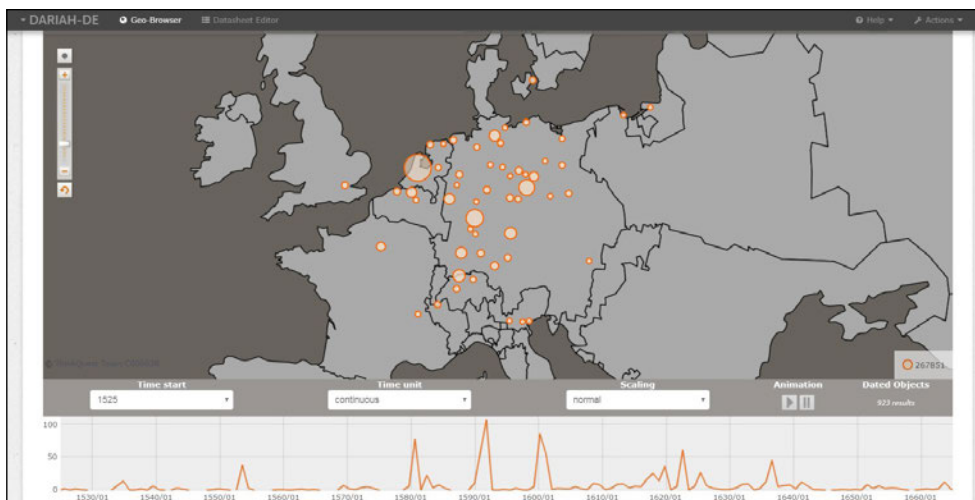 DARIAH-DE Geo-Browser Datasheet Editor Help Actions
267851
Time start Time unit Scaling Animation Dated Objects
1525 continuous normal 923 results
100
50
0
1530/01 1540/01 1550/01 1560/01 1570/01 1580/01 1590/01 1600/01 1610/01 1620/01 1630/01 1640/01 1650/01 1660/01